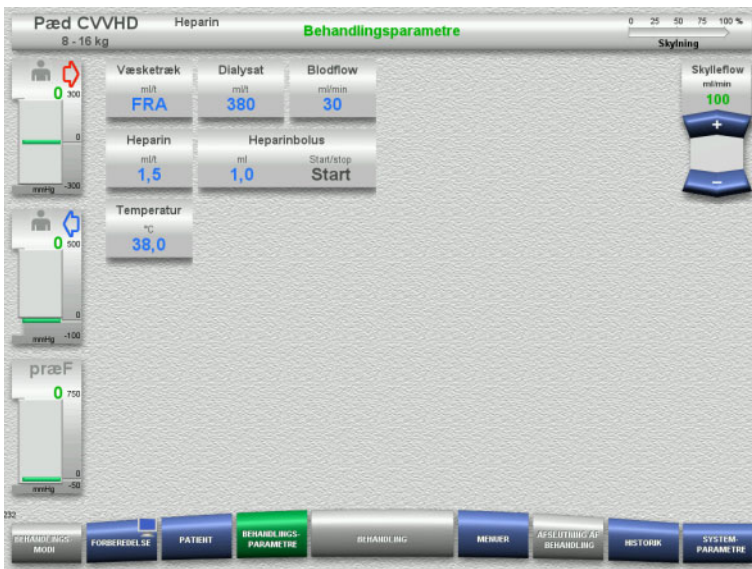 Pæd CVVHD Heparin Behandlingsparametre 0 25 50 75 100 %
8 - 16 kg Skylning
0 300
0
-300
mmHg
Væsketræk Dialysat Blodflow
ml/t ml/t ml/min
FRA 380 30
Heparin Heparinbolus
ml/t ml Start/stop
1,5 1,0 Start
Temperatur
°C
38,0
Skylleflow
ml/min
100
+
−
0 500
0
-100
mmHg
præF
0 750
0
-50
mmHg
232
BEHANDLINGS-
MODI
FORBEREDELSE
PATIENT
BEHANDLINGS-
PARAMETRE
BEHANDLING
MENUER
AFSLUTNING AF
BEHANDLING
HISTORIK
SYSTEM-
PARAMETRE